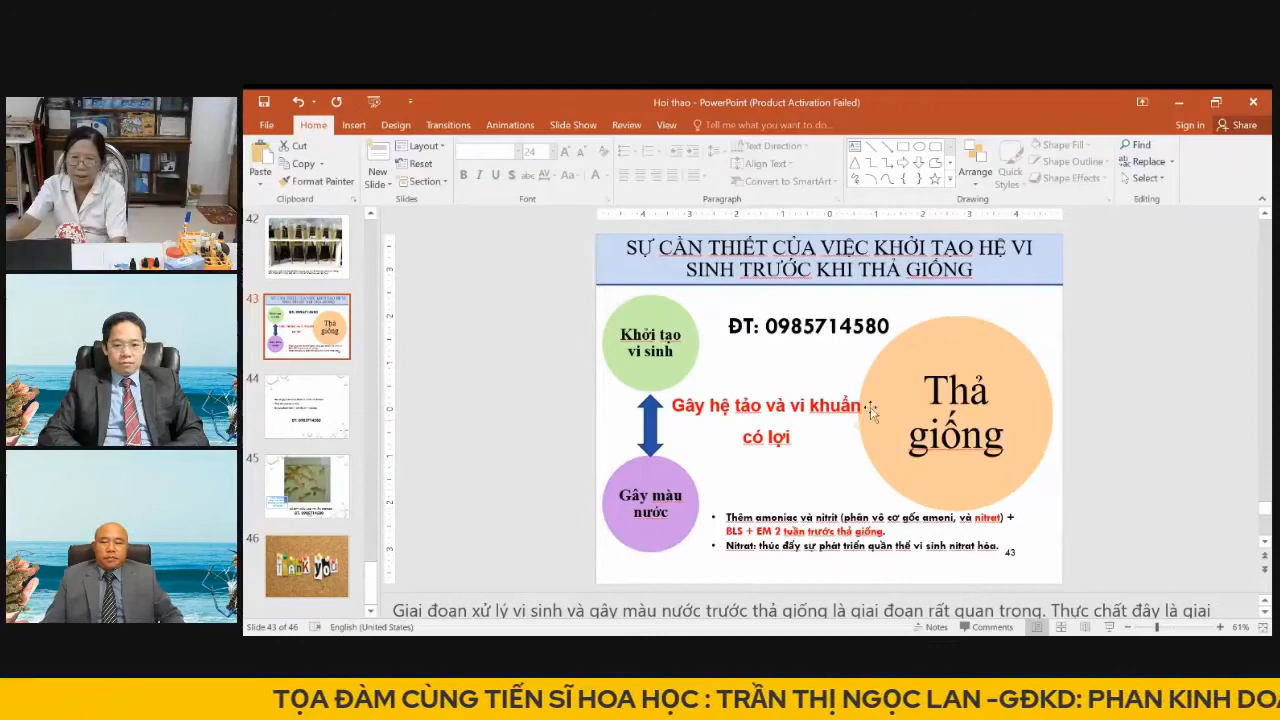 Hoi thao - PowerPoint (Product Activation Failed)
File Home Insert Design Transitions Animations Slide Show Review View Tell me what you want to do... Sign in Share
Paste
Cut
Copy
Format Painter
Clipboard
New
Slide
Layout
Reset
Section
Slides
24
B I U S abc AV Aa A
Font
Text Direction
Align Text
Convert to SmartArt
Paragraph
Arrange
Quick
Styles
Shape Fill
Shape Outline
Shape Effects
Drawing
Find
Replace
Select
Editing
42
43
44
45
46
SỰ CẦN THIẾT CỦA VIỆC KHỞI TẠO HỆ VI
SINH TRƯỚC KHI THẢ GIỐNG
Khởi tạo
vi sinh
ĐT: 0985714580
Gây hệ tảo và vi khuẩn
có lợi
Thả
giống
Gây màu
nước
• Thêm amoniac và nitrit (phân vô cơ gốc amoni, và nitrat) +
BLS + EM 2 tuần trước thả giống.
• Nitrat: thúc đẩy sự phát triển quần thể vi sinh nitrat hóa.
43
Giai đoạn xử lý vi sinh và gây màu nước trước thả giống là giai đoạn rất quan trọng. Thực chất đây là giai
Slide 43 of 46 English (United States) Notes Comments 61%
TỌA ĐÀM CÙNG TIẾN SĨ HOA HỌC : TRẦN THỊ NGỌC LAN -GĐKD: PHAN KINH DOA